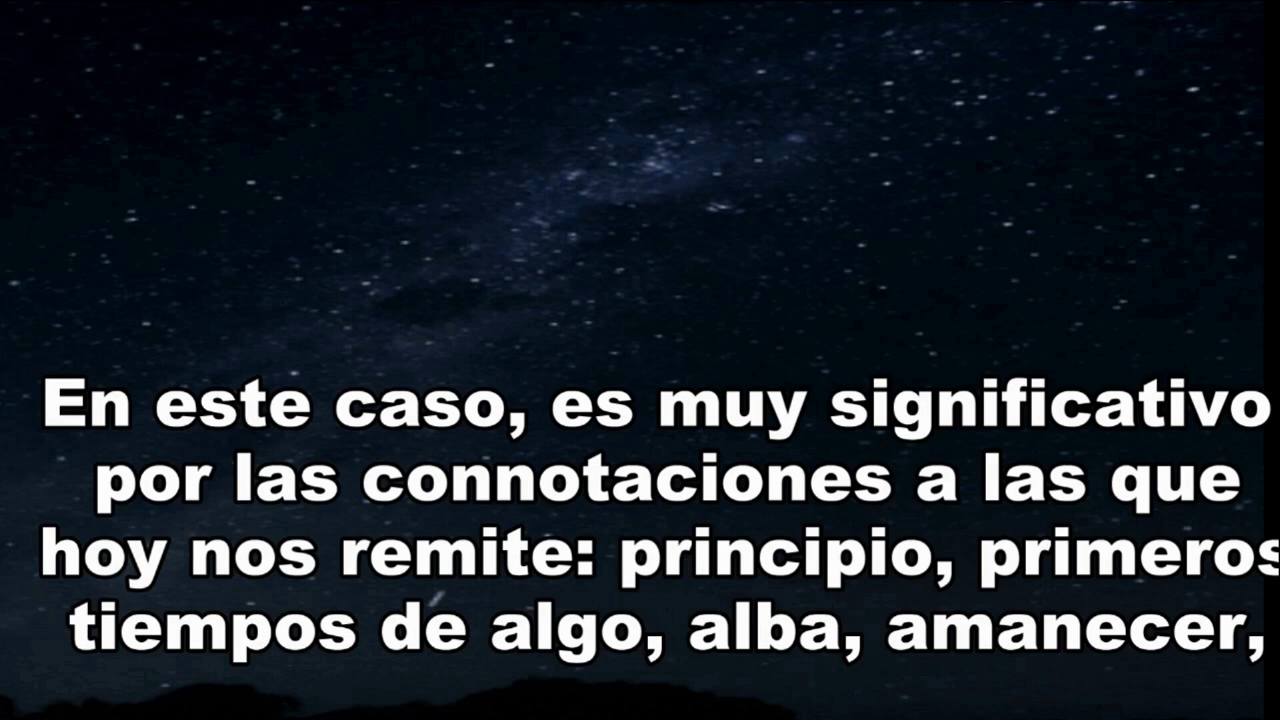 En este caso, es muy significativo
por las connotaciones a las que
hoy nos remite: principio, primeros
tiempos de algo, alba, amanecer,